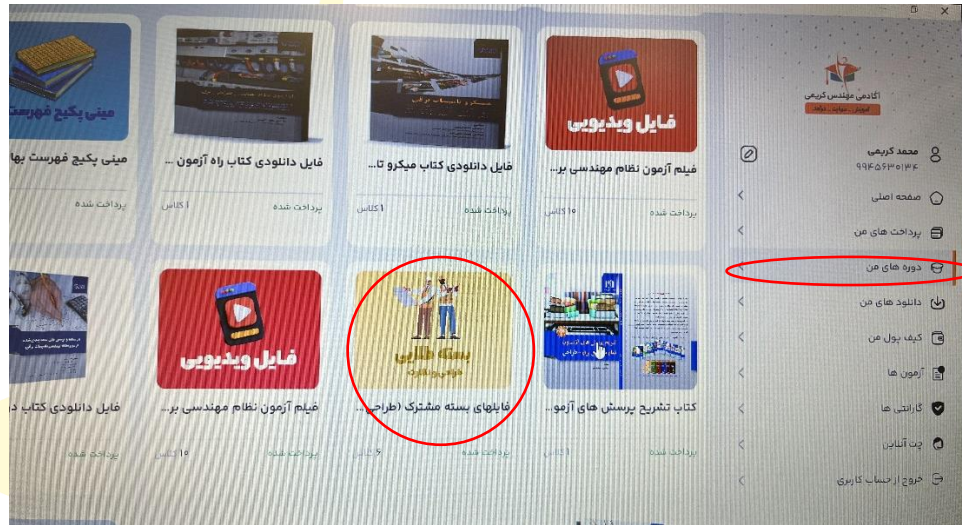 آکادمی مهندس کریمی
محمد کریمی
۰۹۹۴۵۶۳۰۱۳۴
صفحه اصلی
پرداخت های من
دوره های من
دانلود های من
کیف پول من
آزمون ها
گارانتی ها
چت آنلاین
خروج از حساب کاربری
فایل ویدیویی
فیلم آزمون نظام مهندسی بر...
۱۰ کلاس
پرداخت شده
فایل دانلودی کتاب میکرو تا...
۱ کلاس
پرداخت شده
فایل دانلودی کتاب راه آزمون ...
۱ کلاس
پرداخت شده
مینی پکیج فهرست
مینی پکیج فهرست بها
پرداخت شده
کتاب تشریح پرسش های آزمو...
۱ کلاس
پرداخت شده
بسته طلایی
طراحی و نظارت
فایلهای بسته مشترک (طراحی ...
۶ کلاس
پرداخت شده
فایل ویدیویی
فیلم آزمون نظام مهندسی بر...
۱۰ کلاس
پرداخت شده
فایل دانلودی کتاب در
پرداخت شده